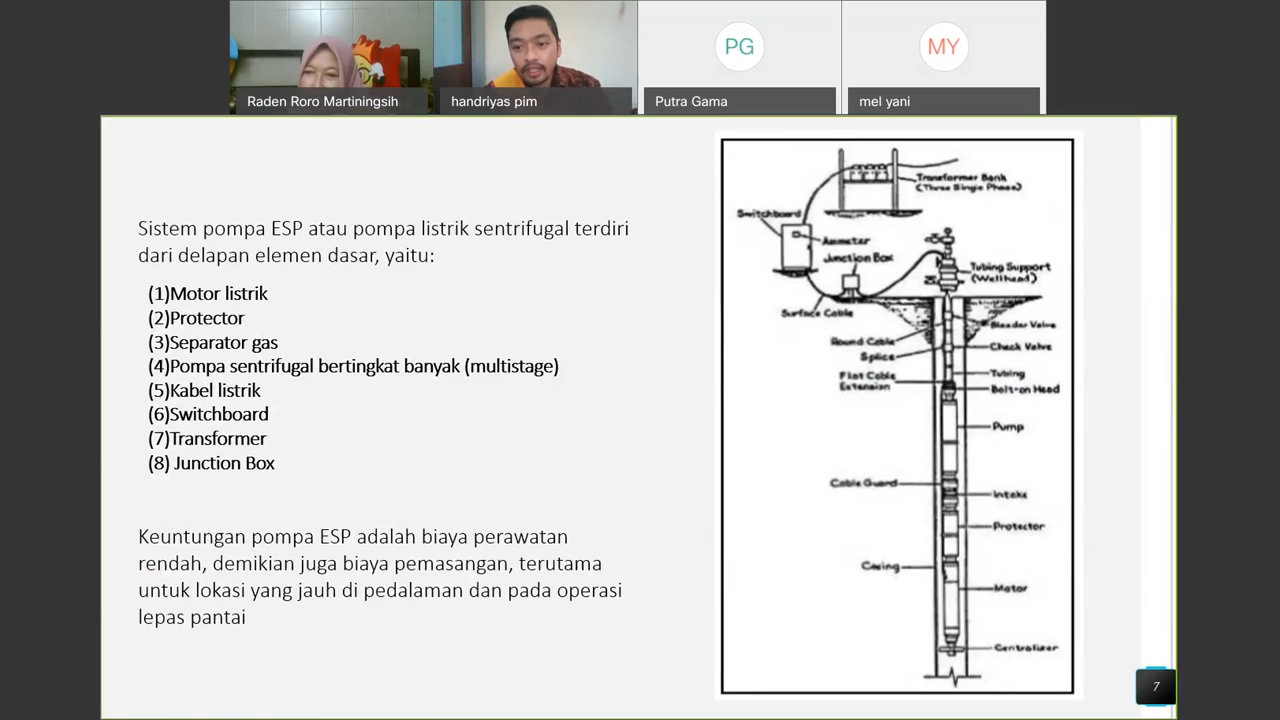 PG
MY
Raden Roro Martiningsih
handriyas pim
Putra Gama
mel yani
Sistem pompa ESP atau pompa listrik sentrifugal terdiri
dari delapan elemen dasar, yaitu:
(1)Motor listrik
(2)Protector
(3)Separator gas
(4)Pompa sentrifugal bertingkat banyak (multistage)
(5)Kabel listrik
(6)Switchboard
(7)Transformer
(8) Junction Box
Keuntungan pompa ESP adalah biaya perawatan
rendah, demikian juga biaya pemasangan, terutama
untuk lokasi yang jauh di pedalaman dan pada operasi
lepas pantai
Transformer Bank
(Three Single Phase)
Switchboard
Ammeter
Junction Box
Tubing Support
(Wellhead)
Surface Cable
Bleeder Valve
Round Cable
Check Valve
Splice
Tubing
Flat Cable
Extension
Bolt-on Head
Pump
Cable Guard
Intake
Protector
Casing
Motor
Centralizer
7